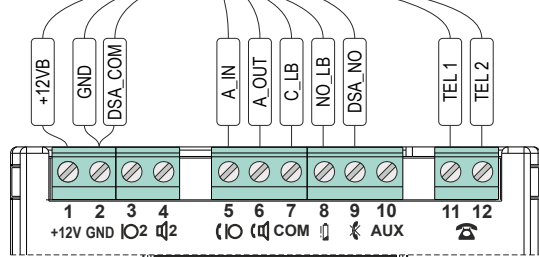 +12VB
GND
DSA_COM
A_IN
A_OUT
C_LB
NO_LB
DSA_NO
TEL 1
TEL 2
1 2 3 4 5 6 7 8 9 10 11 12
+12V GND 2 2 COM AUX